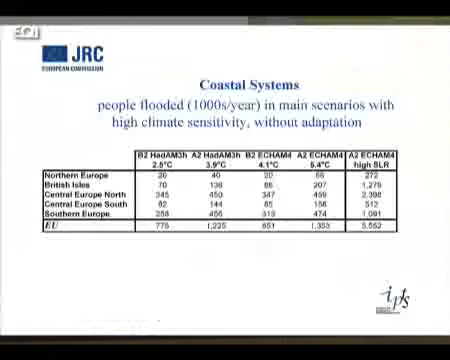 JRC
EUROPEAN COMMISSION
Coastal Systems
people flooded (1000s/year) in main scenarios with
high climate sensitivity, without adaptation
B2 HadAM3h A2 HadAM3h B2 ECHAM4 A2 ECHAM4 A2 ECHAM4
2.5°C 3.9°C 4.1°C 5.4°C high SLR
Northern Europe 20 40 20 56 272
British Isles 70 136 86 207 1,279
Central Europe North 345 450 347 459 2,398
Central Europe South 82 144 85 158 512
Southern Europe 258 456 313 474 1,091
EU 775 1,225 851 1,353 5,552
ipts